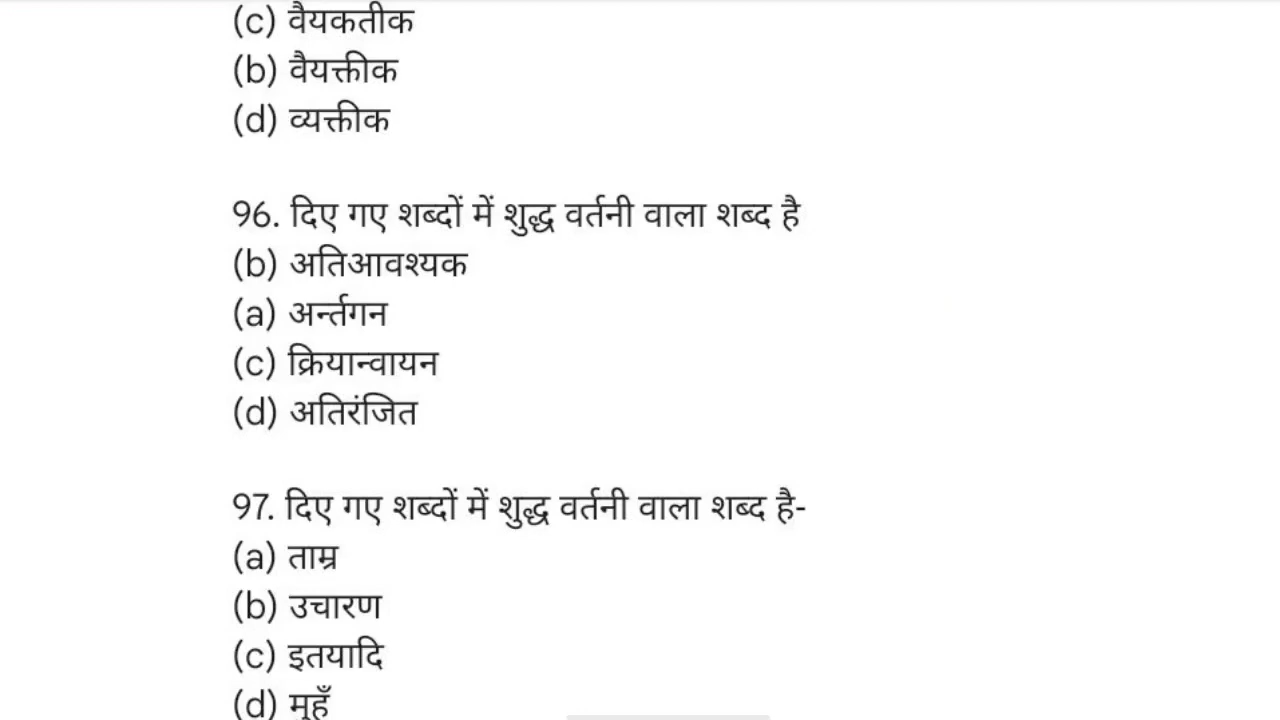 (c) वैयकतीक
(b) वैयक्तीक
(d) व्यक्तीक
96. दिए गए शब्दों में शुद्ध वर्तनी वाला शब्द है
(b) अतिआवश्यक
(a) अर्न्तगन
(c) क्रियान्वायन
(d) अतिरंजित
97. दिए गए शब्दों में शुद्ध वर्तनी वाला शब्द है-
(a) ताम्र
(b) उचारण
(c) इतयादि
(d) मुहँ